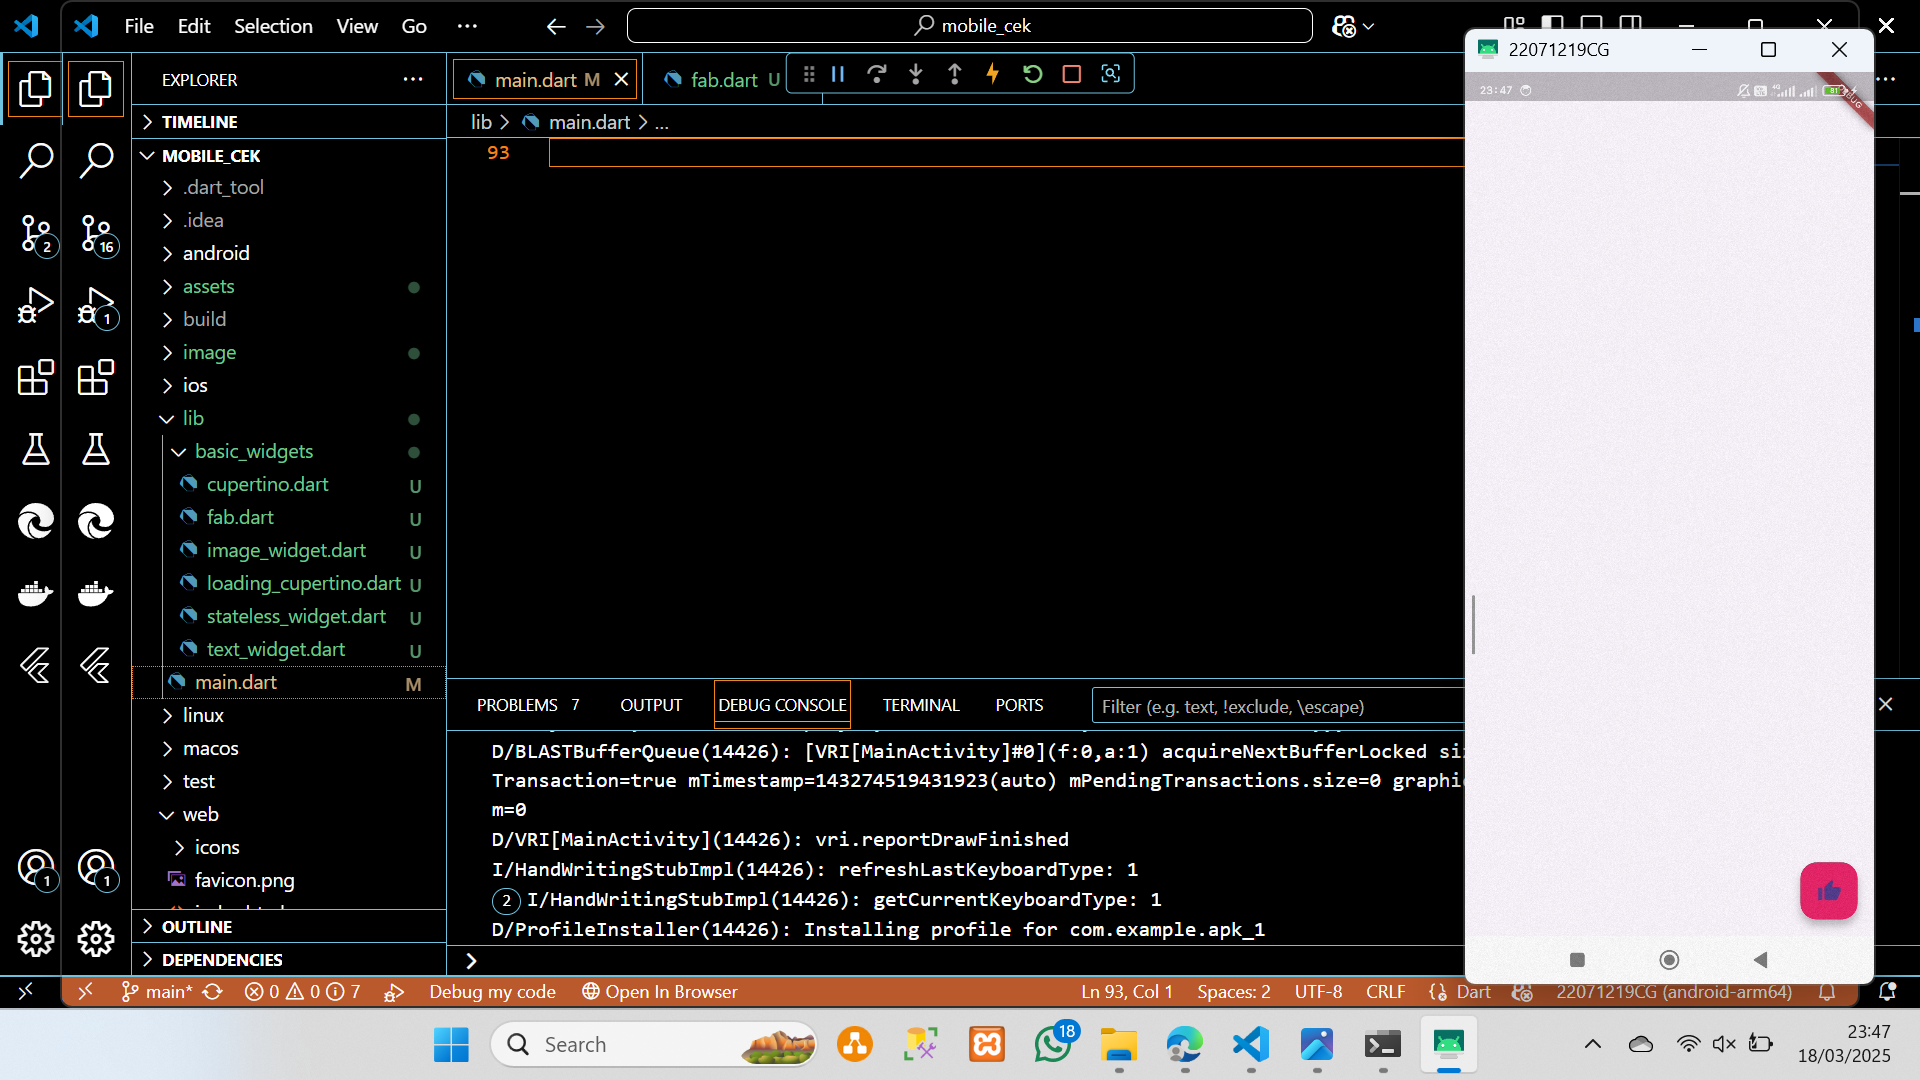 File Edit Selection View Go
mobile_cek
22071219CG
EXPLORER
main.dart M
fab.dart U
23:47
81
TIMELINE
lib > main.dart > ...
MOBILE_CEK
93
.dart_tool
.idea
2
16
android
assets
build
1
image
ios
lib
basic_widgets
cupertino.dart U
fab.dart U
image_widget.dart U
loading_cupertino.dart U
stateless_widget.dart U
text_widget.dart U
main.dart M
linux
macos
test
web
icons
favicon.png
OUTLINE
DEPENDENCIES
1
1
PROBLEMS 7 OUTPUT DEBUG CONSOLE TERMINAL PORTS Filter (e.g. text, !exclude, \escape)
D/BLASTBufferQueue(14426): [VRI[MainActivity]#0](f:0,a:1) acquireNextBufferLocked si
Transaction=true mTimestamp=143274519431923(auto) mPendingTransactions.size=0 graphi
m=0
D/VRI[MainActivity](14426): vri.reportDrawFinished
I/HandWritingStubImpl(14426): refreshLastKeyboardType: 1
2 I/HandWritingStubImpl(14426): getCurrentKeyboardType: 1
D/ProfileInstaller(14426): Installing profile for com.example.apk_1
main* 0 0 7 Debug my code Open In Browser Ln 93, Col 1 Spaces: 2 UTF-8 CRLF Dart 22071219CG (android-arm64)
Search
18
23:47
18/03/2025